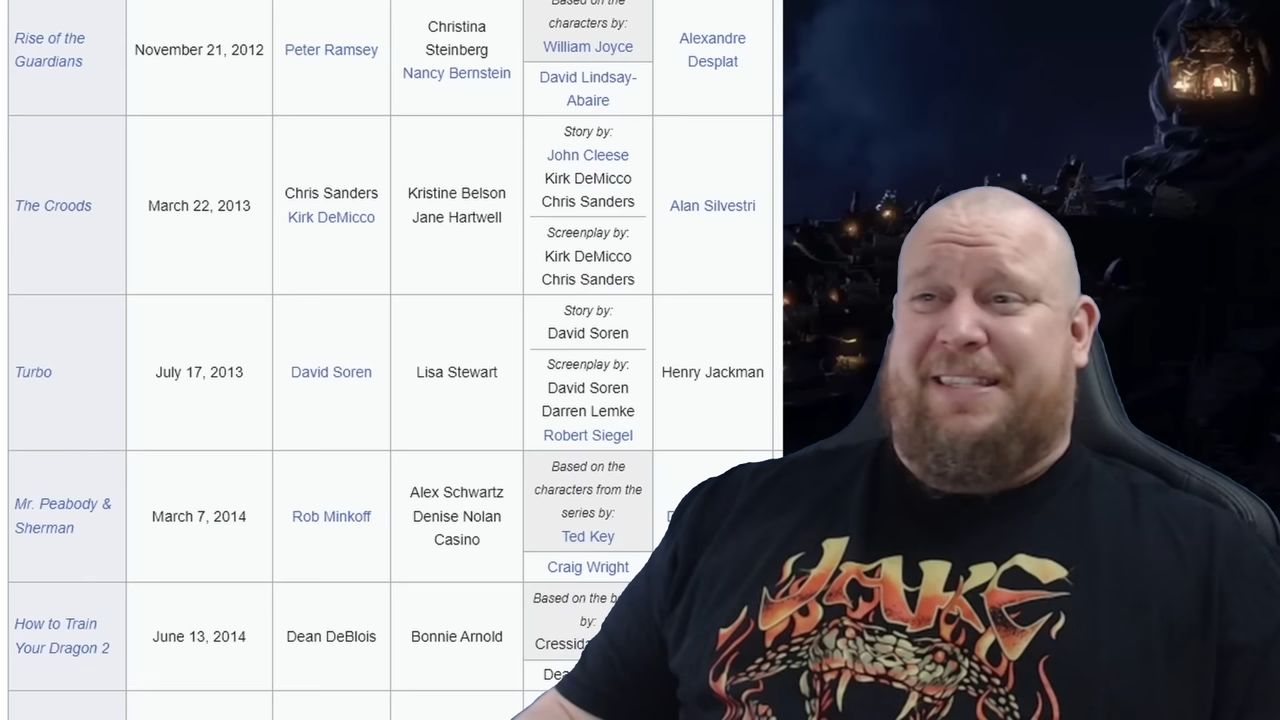 Rise of the
Guardians
November 21, 2012
Peter Ramsey
Christina
Steinberg
Nancy Bernstein
Based on the
characters by:
William Joyce
David Lindsay-
Abaire
Alexandre
Desplat
The Croods
March 22, 2013
Chris Sanders
Kirk DeMicco
Kristine Belson
Jane Hartwell
Story by:
John Cleese
Kirk DeMicco
Chris Sanders
Screenplay by:
Kirk DeMicco
Chris Sanders
Alan Silvestri
Turbo
July 17, 2013
David Soren
Lisa Stewart
Story by:
David Soren
Screenplay by:
David Soren
Darren Lemke
Robert Siegel
Henry Jackman
Mr. Peabody &
Sherman
March 7, 2014
Rob Minkoff
Alex Schwartz
Denise Nolan
Casino
Based on the
characters from the
series by:
Ted Key
Craig Wright
How to Train
Your Dragon 2
June 13, 2014
Dean DeBlois
Bonnie Arnold
Based on the
by: